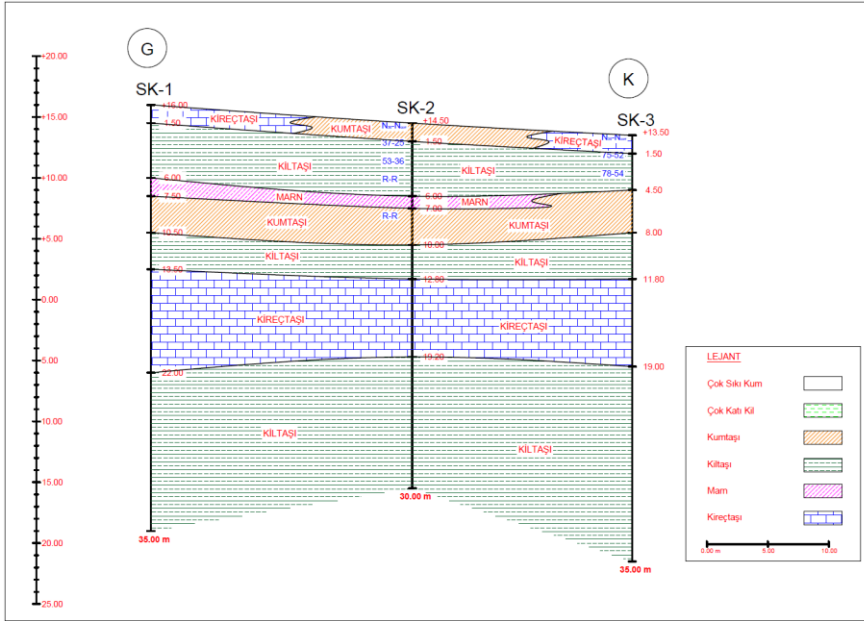 G
K
SK-1
SK-2
SK-3
+20.00
+15.00
+10.00
+5.00
0.00
+5.00
+10.00
+15.00
+20.00
+25.00
+16.00
1.50
6.00
7.50
10.50
22.00
35.00 m
+14.50
1.50
6.00
7.00
10.00
19.20
30.00 m
+13.50
1.50
4.50
8.00
19.00
35.00 m
KİREÇTAŞI
KUMTAŞI
KİREÇTAŞI
37-25
53-36
R-R
R-R
75-52
78-54
KİLTAŞI
KİLTAŞI
MARN
MARN
KUMTAŞI
KUMTAŞI
KİLTAŞI
KİLTAŞI
KİREÇTAŞI
KİREÇTAŞI
KİLTAŞI
KİLTAŞI
LEJANT
Çok Sıkı Kum
Çok Katı Kil
Kumtaşı
Kiltaşı
Marn
Kireçtaşı
0.00 m 5.00 10.00